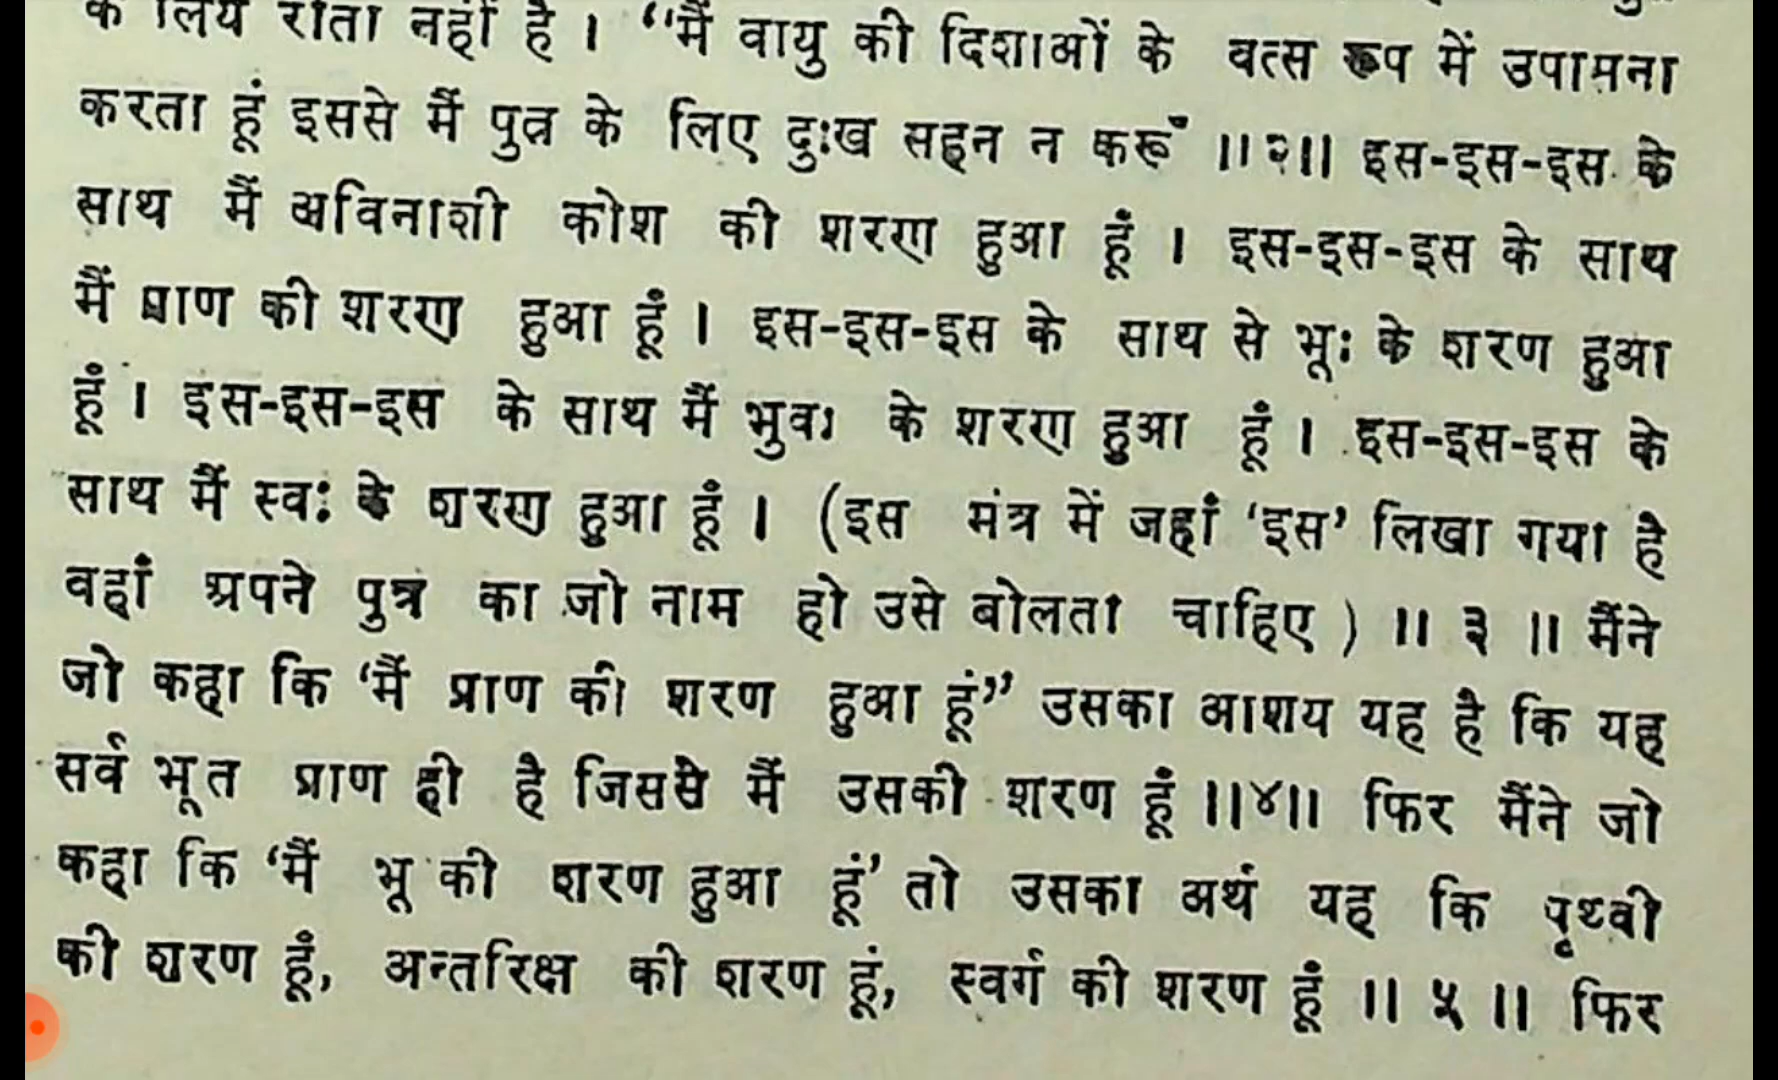 के लिये रोता नहीं है । “मैं वायु की दिशाओं के वत्स रूप में उपासना
करता हूं इससे मैं पुत्र के लिए दुःख सहन न करूँ ॥२॥ इस-इस-इस के
साथ मैं अविनाशी कोश की शरण हुआ हूँ । इस-इस-इस के साथ
मैं प्राण की शरण हुआ हूँ । इस-इस-इस के साथ से भूः के शरण हुआ
हूँ । इस-इस-इस के साथ मैं भुवः के शरण हुआ हूँ । इस-इस-इस के
साथ मैं स्वः के शरण हुआ हूँ । (इस मंत्र में जहाँ ‘इस’ लिखा गया है
वहाँ अपने पुत्र का जो नाम हो उसे बोलता चाहिए ) ॥ ३ ॥ मैंने
जो कहा कि ‘मैं प्राण की शरण हुआ हूं” उसका आशय यह है कि यह
सर्व भूत प्राण ही है जिससे मैं उसकी शरण हूँ ॥४॥ फिर मैंने जो
कहा कि ‘मैं भू की शरण हुआ हूं’ तो उसका अर्थ यह कि पृथ्वी
की शरण हूँ, अन्तरिक्ष की शरण हूं, स्वर्ग की शरण हूँ ॥ ५ ॥ फिर